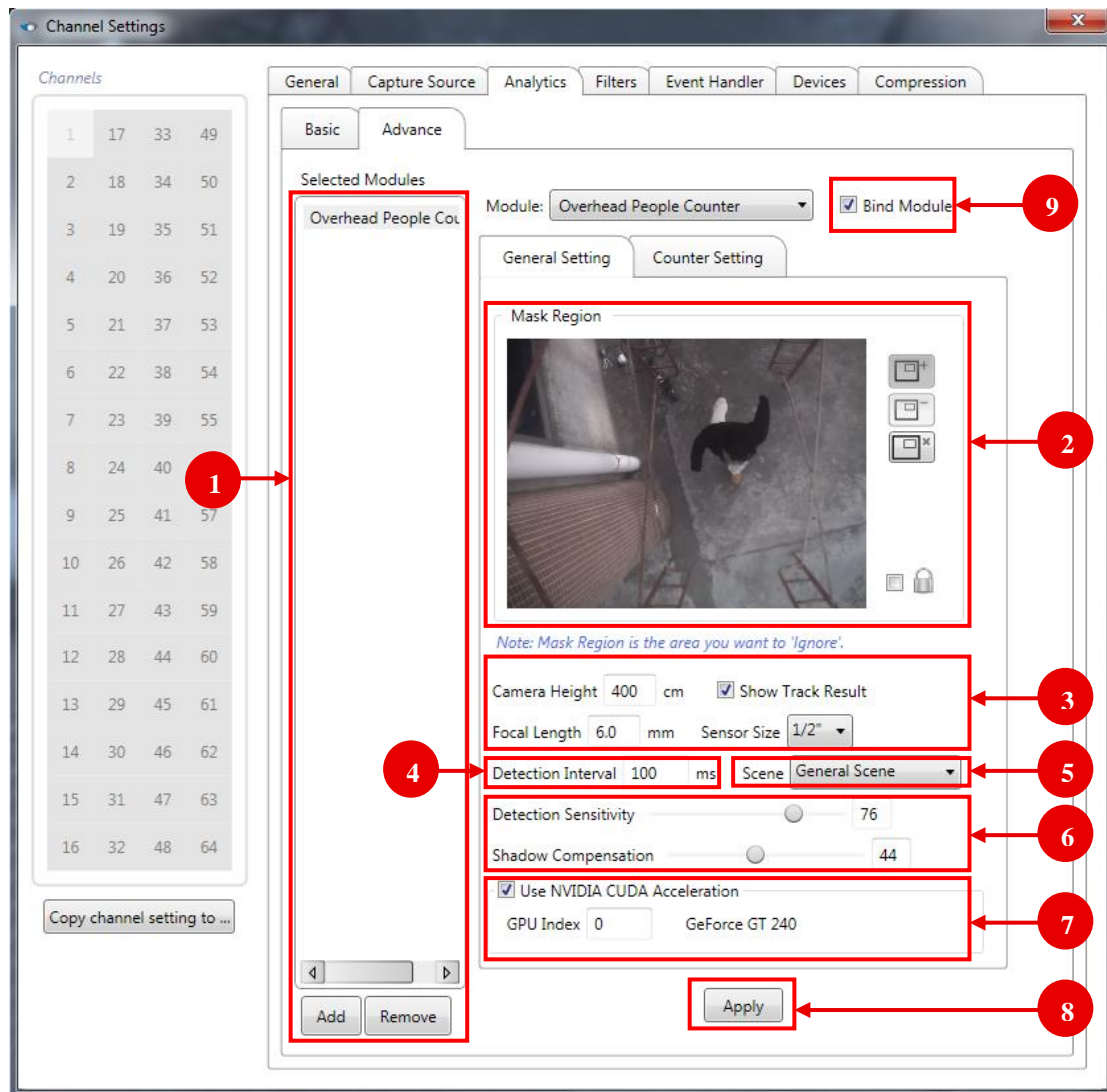 Channel Settings
x
Channels
General Capture Source Analytics Filters Event Handler Devices Compression
Basic Advance
1 17 33 49
2 18 34 50
3 19 35 51
4 20 36 52
5 21 37 53
6 22 38 54
7 23 39 55
8 24 40
9 25 41 57
10 26 42 58
11 27 43 59
12 28 44 60
13 29 45 61
14 30 46 62
15 31 47 63
16 32 48 64
Copy channel setting to ...
Selected Modules
Overhead People Cou
Add Remove
1
Module: Overhead People Counter Bind Module
9
General Setting Counter Setting
Mask Region
2
Note: Mask Region is the area you want to 'Ignore'.
Camera Height 400 cm Show Track Result
Focal Length 6.0 mm Sensor Size 1/2"
3
4
Detection Interval 100 ms Scene General Scene
5
Detection Sensitivity 76
Shadow Compensation 44
6
Use NVIDIA CUDA Acceleration
GPU Index 0 GeForce GT 240
7
Apply
8